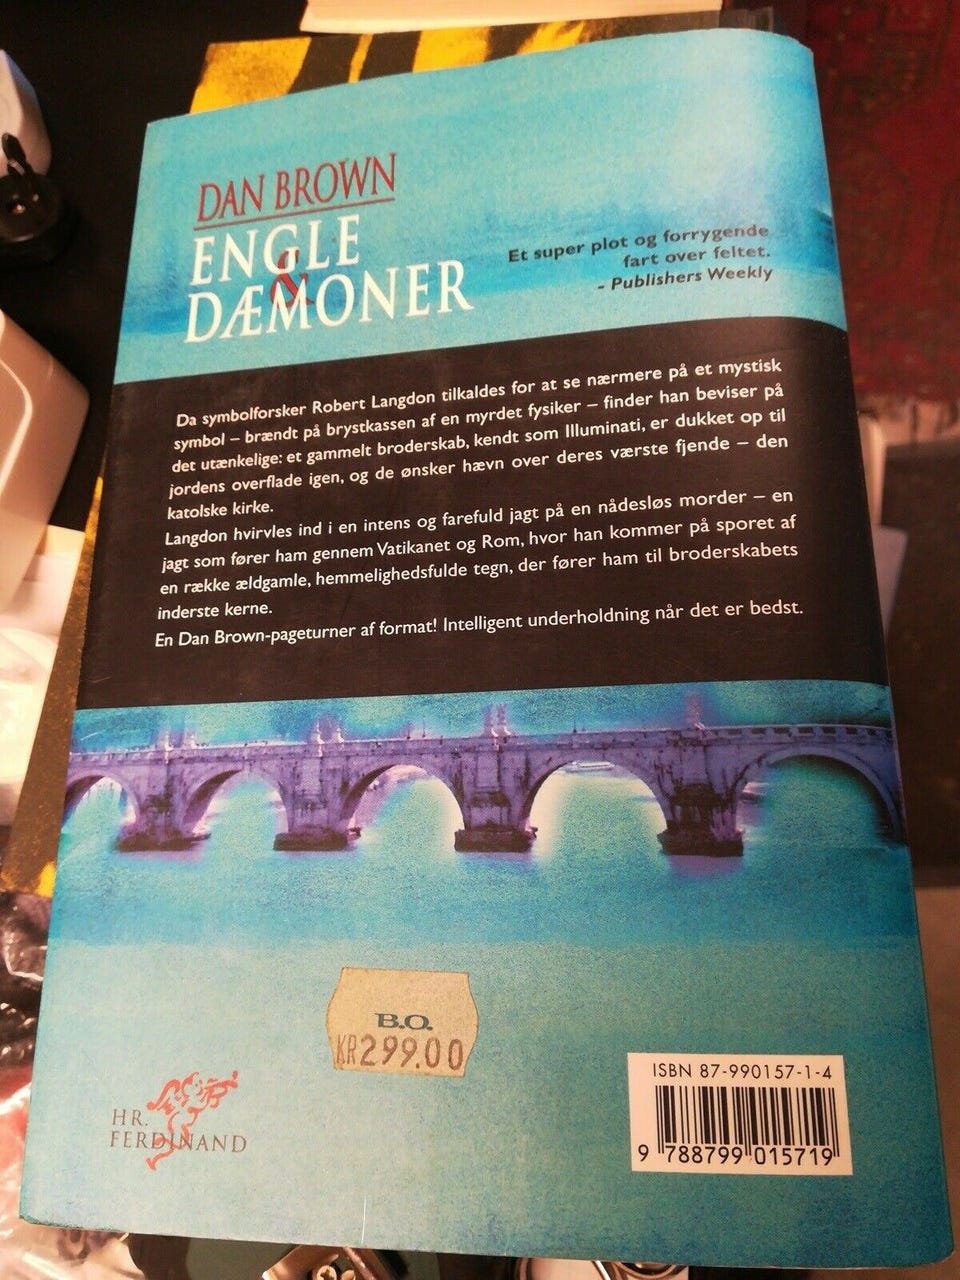 DAN BROWN
ENGLE
&
DÆMONER
Et super plot og forrygende
fart over feltet.
- Publishers Weekly
Da symbolforsker Robert Langdon tilkaldes for at se nærmere på et mystisk
symbol – brændt på brystkassen af en myrdet fysiker – finder han beviser på
det utænkelige: et gammelt broderskab, kendt som Illuminati, er dukket op til
jordens overflade igen, og de ønsker hævn over deres værste fjende – den
katolske kirke.
Langdon hvirvles ind i en intens og farefuld jagt på en nådesløs morder – en
jagt som fører ham gennem Vatikanet og Rom, hvor han kommer på sporet af
en række ældgamle, hemmelighedsfulde tegn, der fører ham til broderskabets
inderste kerne.
En Dan Brown-pageturner af format! Intelligent underholdning når det er bedst.
B.O.
KR299.00
HR.
FERDINAND
ISBN 87-990157-1-4
9 788799 015719